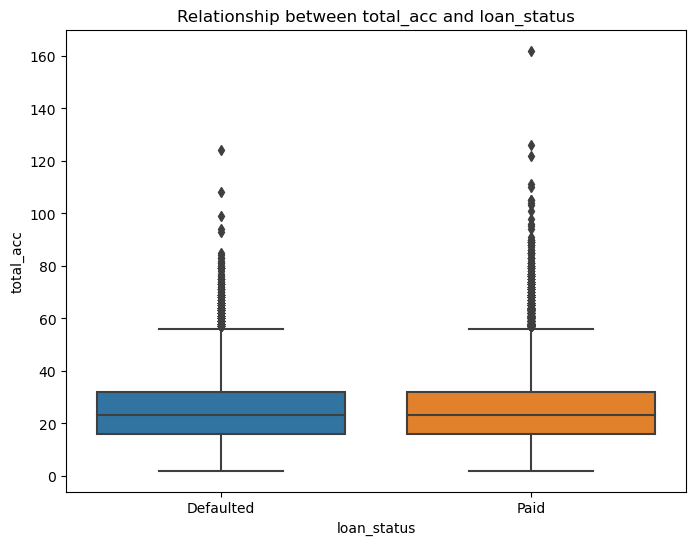 Relationship between total_acc and loan_status
160
140
120
100
80
60
40
20
0
total_acc
Defaulted
Paid
loan_status